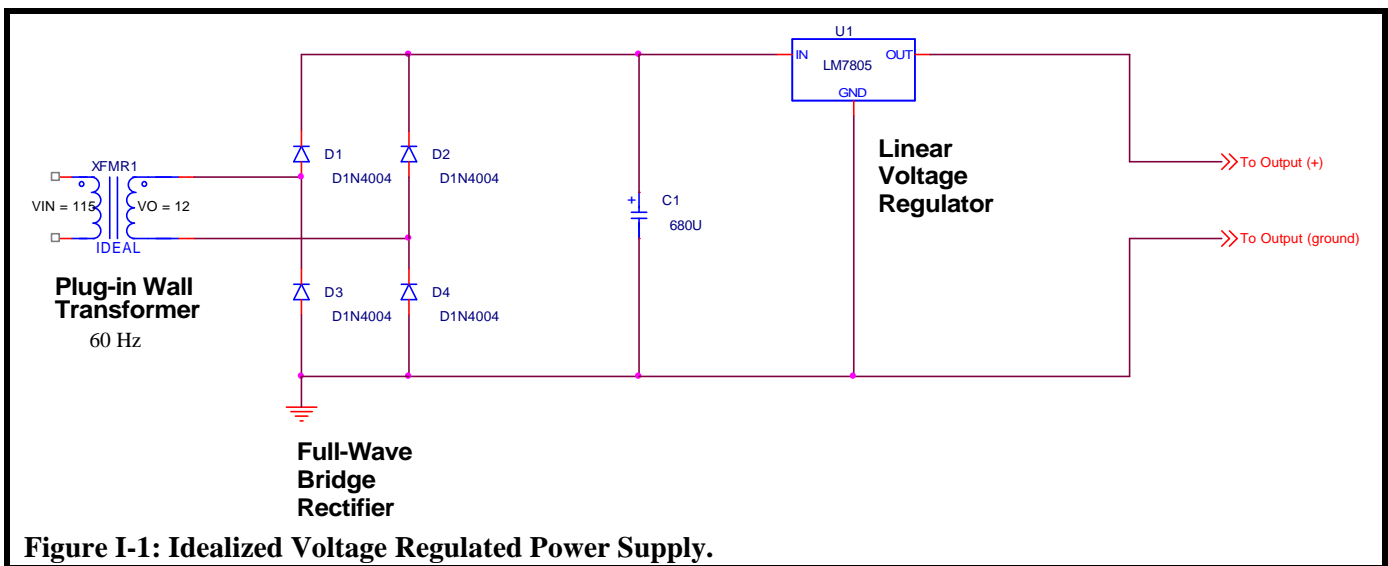 U1
IN
OUT
LM7805
GND
Linear
Voltage
Regulator
D1
D1N4004
D2
D1N4004
XFMR1
To Output (+)
VIN = 115
VO = 12
C1
680U
IDEAL
To Output (ground)
Plug-in Wall
Transformer
60 Hz
D3
D1N4004
D4
D1N4004
+
Full-Wave
Bridge
Rectifier
Figure I-1: Idealized Voltage Regulated Power Supply.